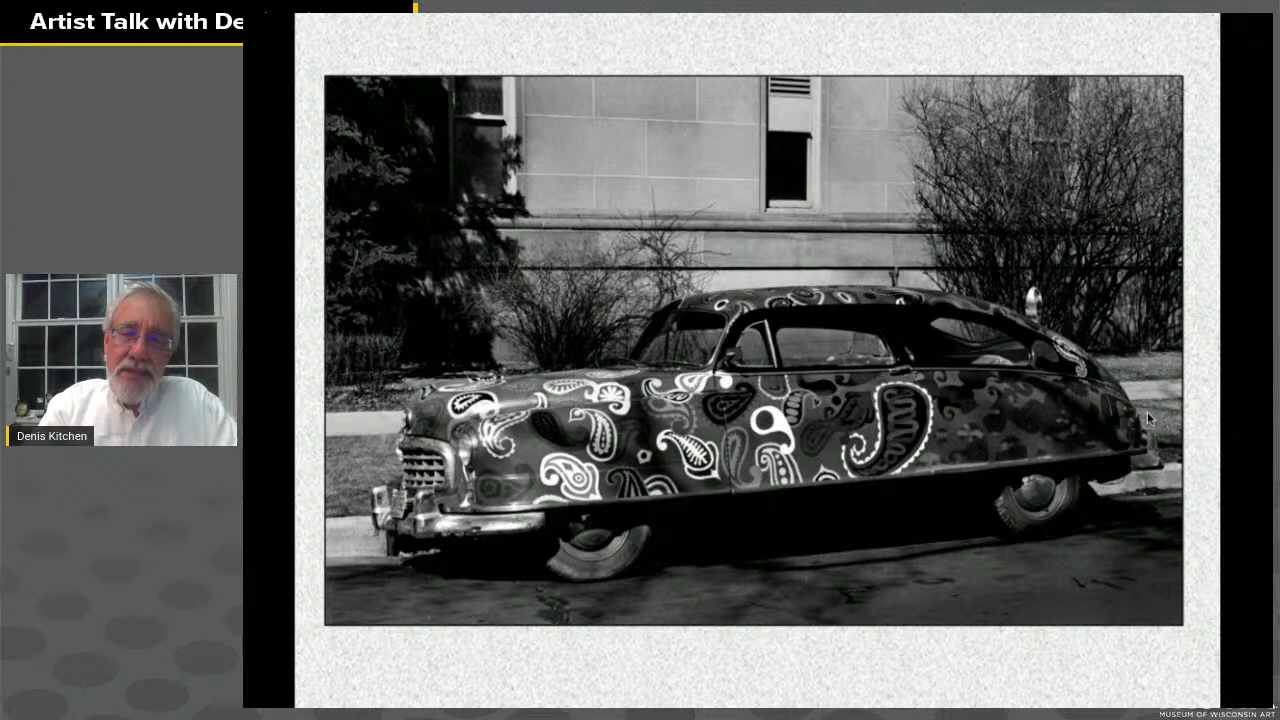 Artist Talk with De
Denis Kitchen
MUSEUM OF WISCONSIN ART